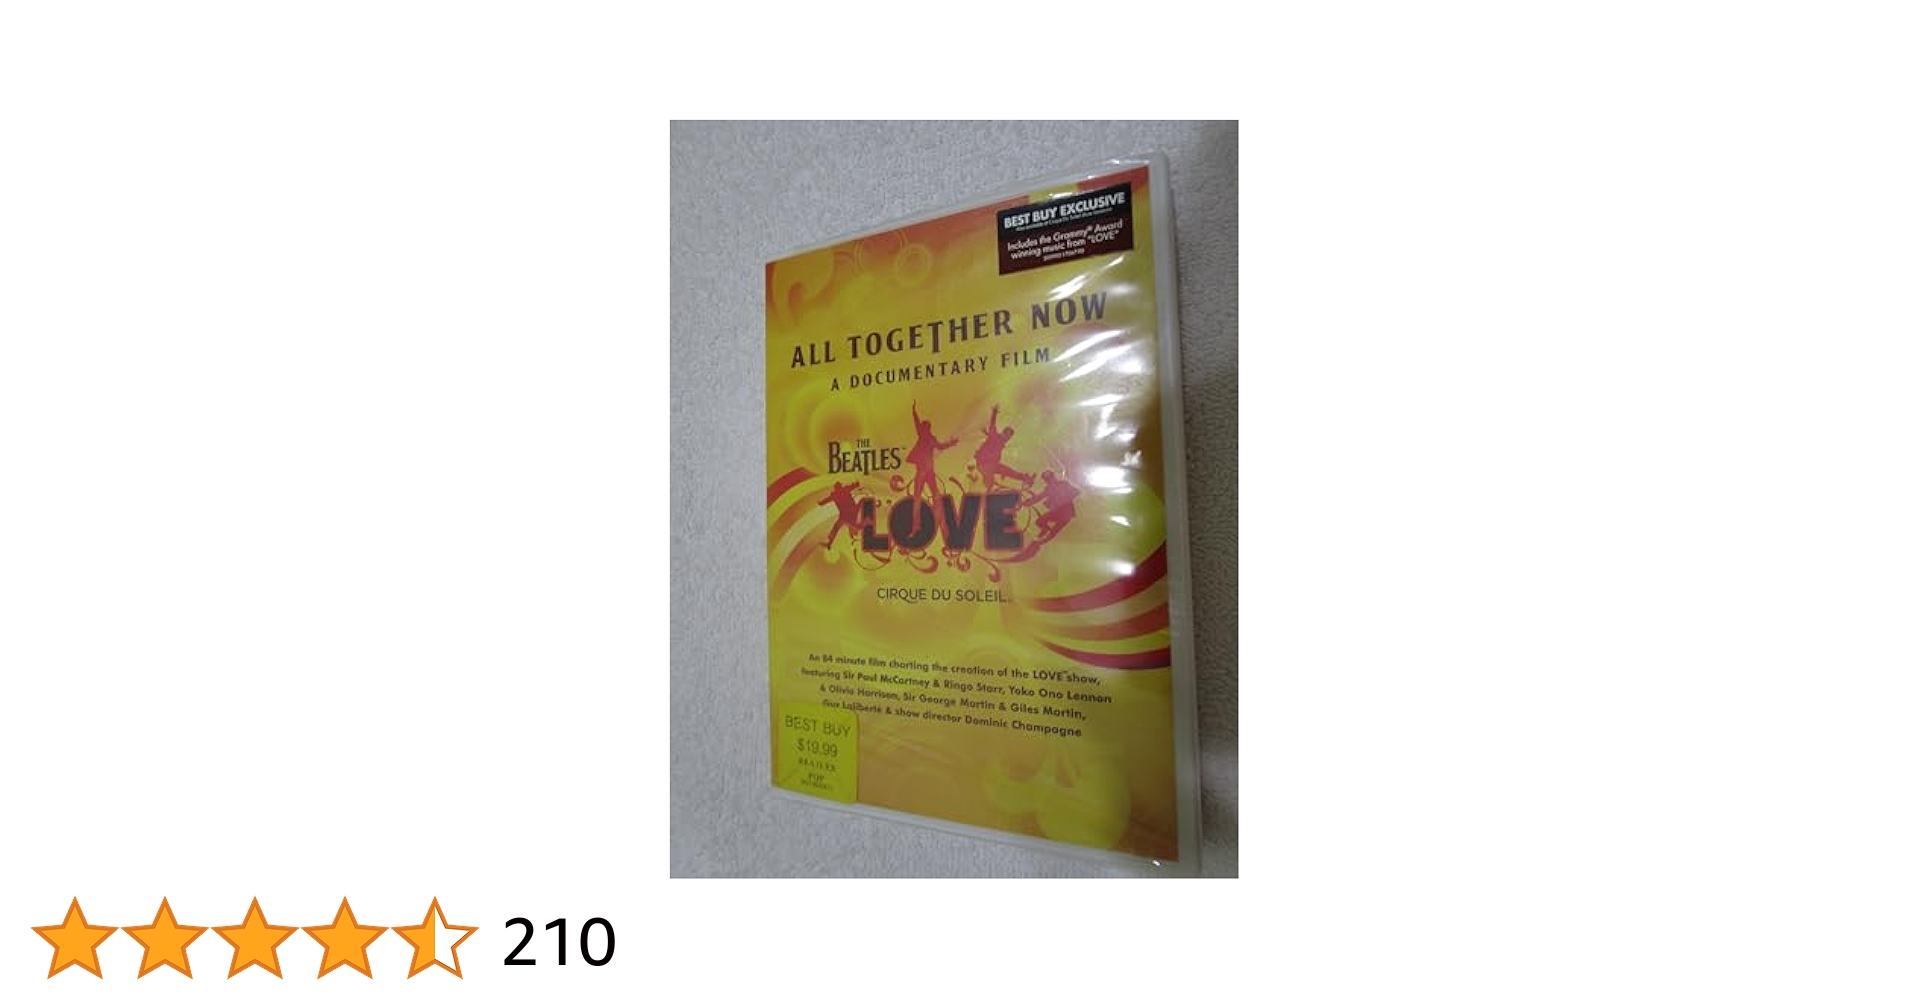 BEST BUY EXCLUSIVE
Includes the Grammy® Award
winning music from "LOVE"
ALL TOGETHER NOW
A DOCUMENTARY FILM
THE
BEATLES
LOVE
CIRQUE DU SOLEIL
An 84 minute film charting the creation of the LOVE™ show,
featuring Sir Paul McCartney & Ringo Starr, Yoko Ono Lennon
& Olivia Harrison, Sir George Martin & Giles Martin,
Guy Laliberté & show director Dominic Champagne
BEST BUY
$19.99
BEATLES
POP
210